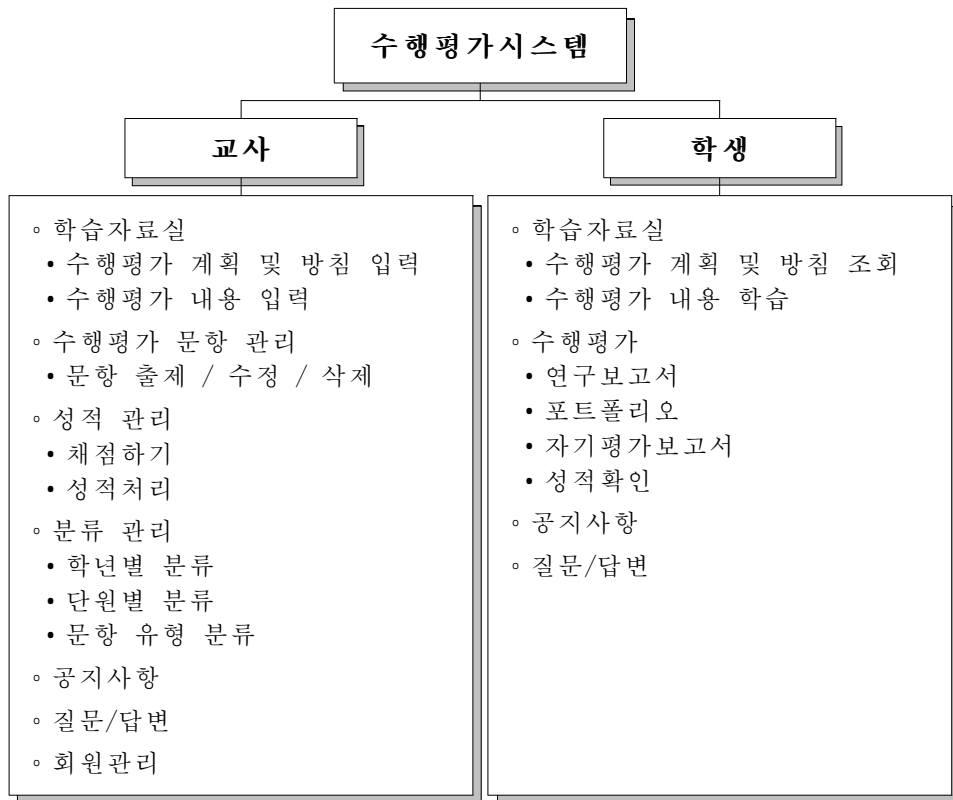 수행평가시스템
교사
학생
◦ 학습자료실
• 수행평가 계획 및 방침 입력
• 수행평가 내용 입력
◦ 수행평가 문항 관리
• 문항 출제 / 수정 / 삭제
◦ 성적 관리
• 채점하기
• 성적처리
◦ 분류 관리
• 학년별 분류
• 단원별 분류
• 문항 유형 분류
◦ 공지사항
◦ 질문/답변
◦ 회원관리
◦ 학습자료실
• 수행평가 계획 및 방침 조회
• 수행평가 내용 학습
◦ 수행평가
• 연구보고서
• 포트폴리오
• 자기평가보고서
• 성적확인
◦ 공지사항
◦ 질문/답변